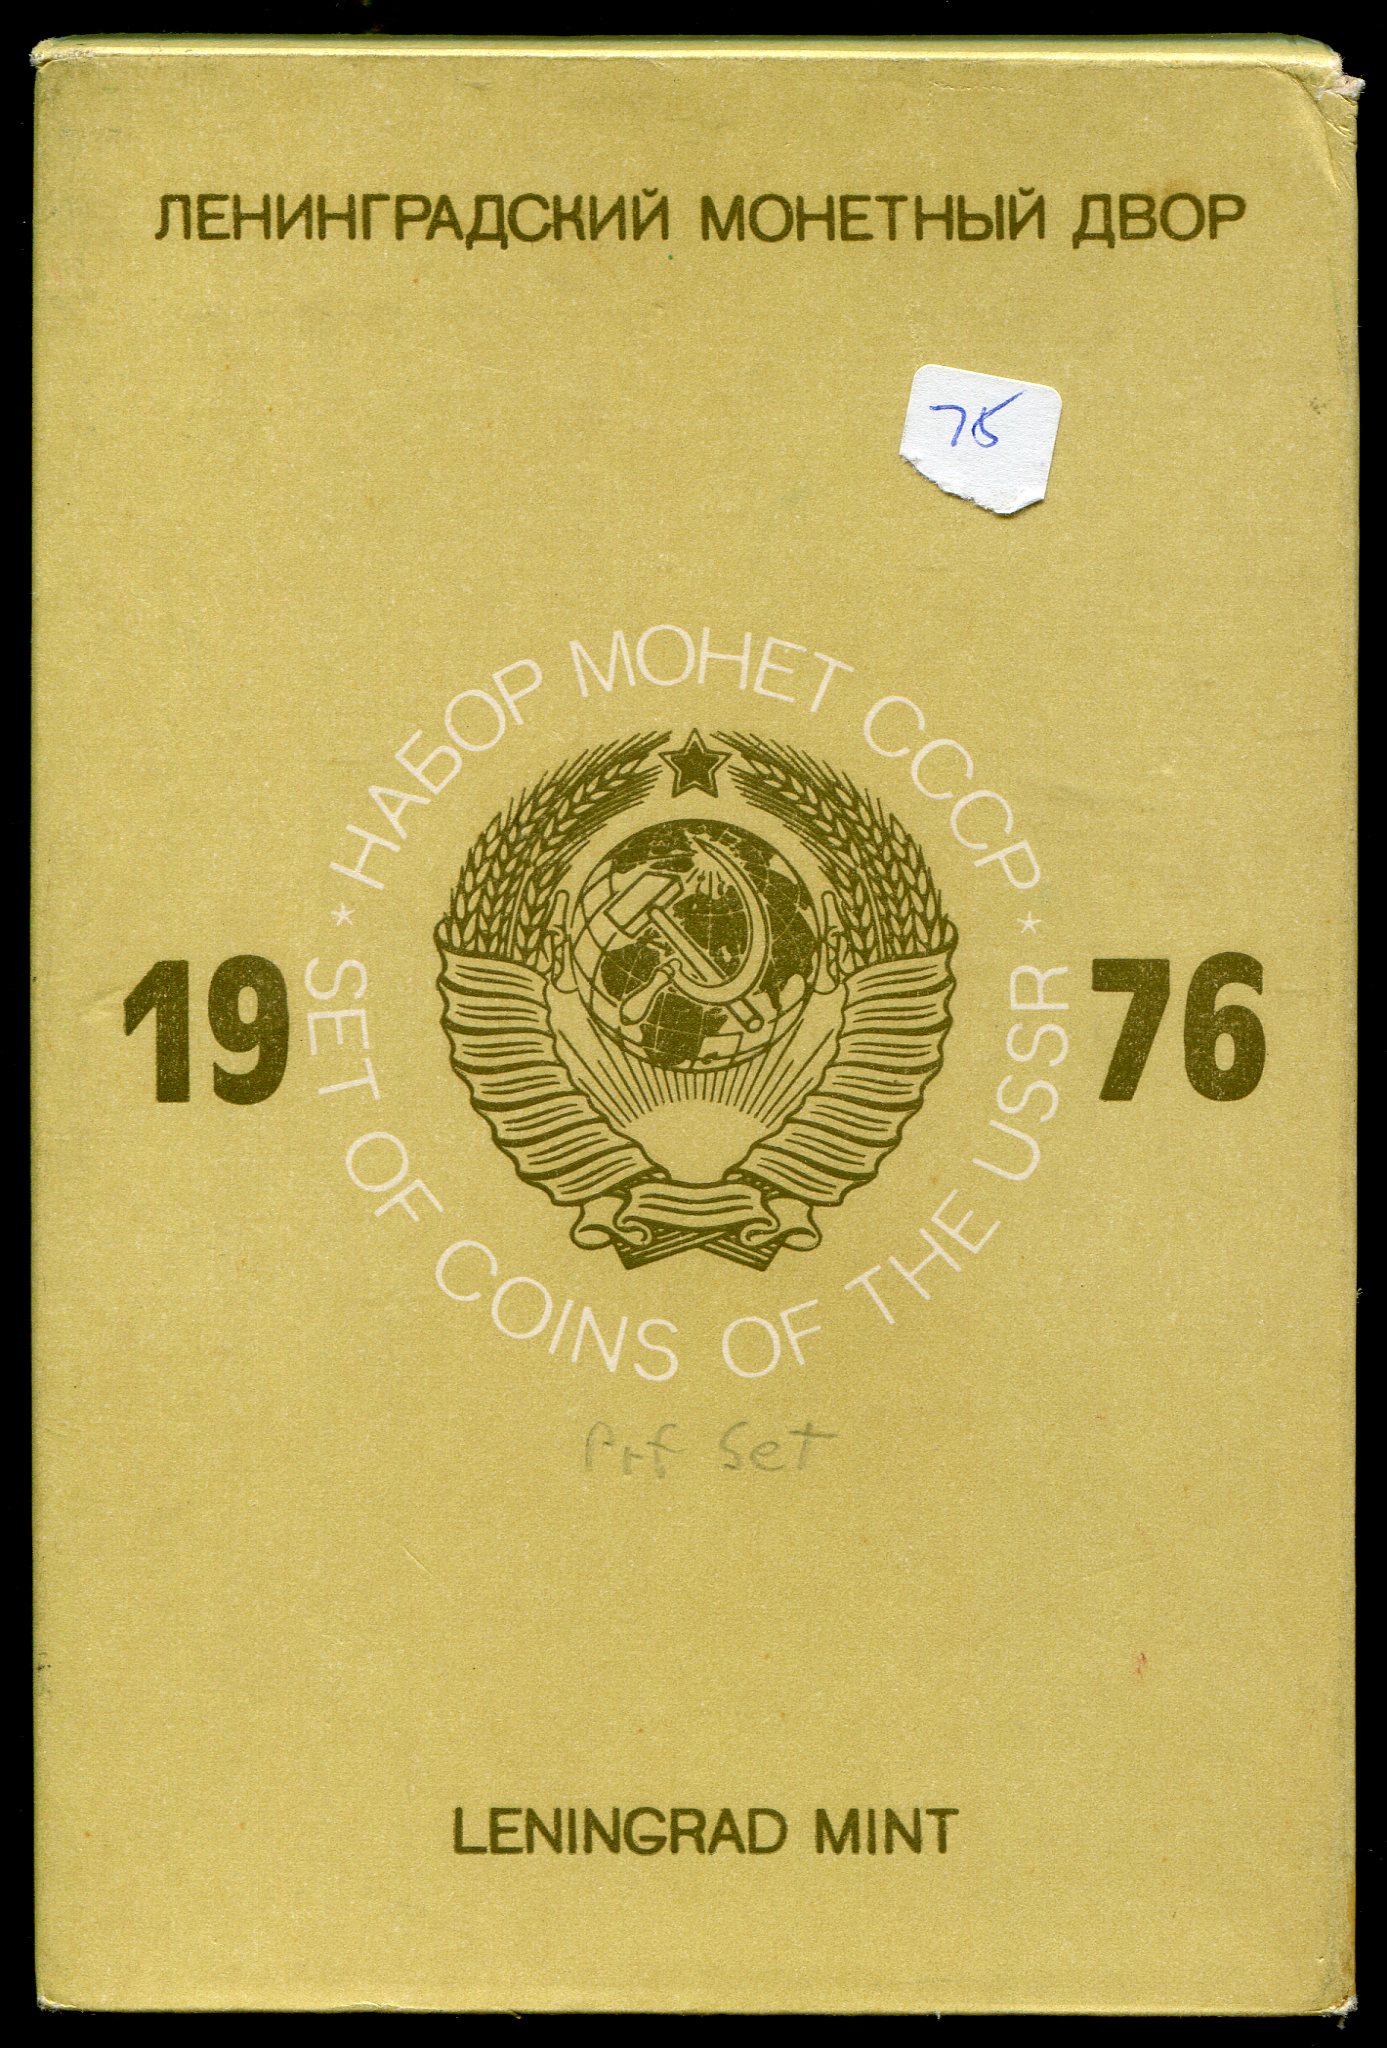 ЛЕНИНГРАДСКИЙ МОНЕТНЫЙ ДВОР
75
* НАБОР МОНЕТ СССР *
19 76
SET OF COINS OF THE USSR
Prf Set
LENINGRAD MINT